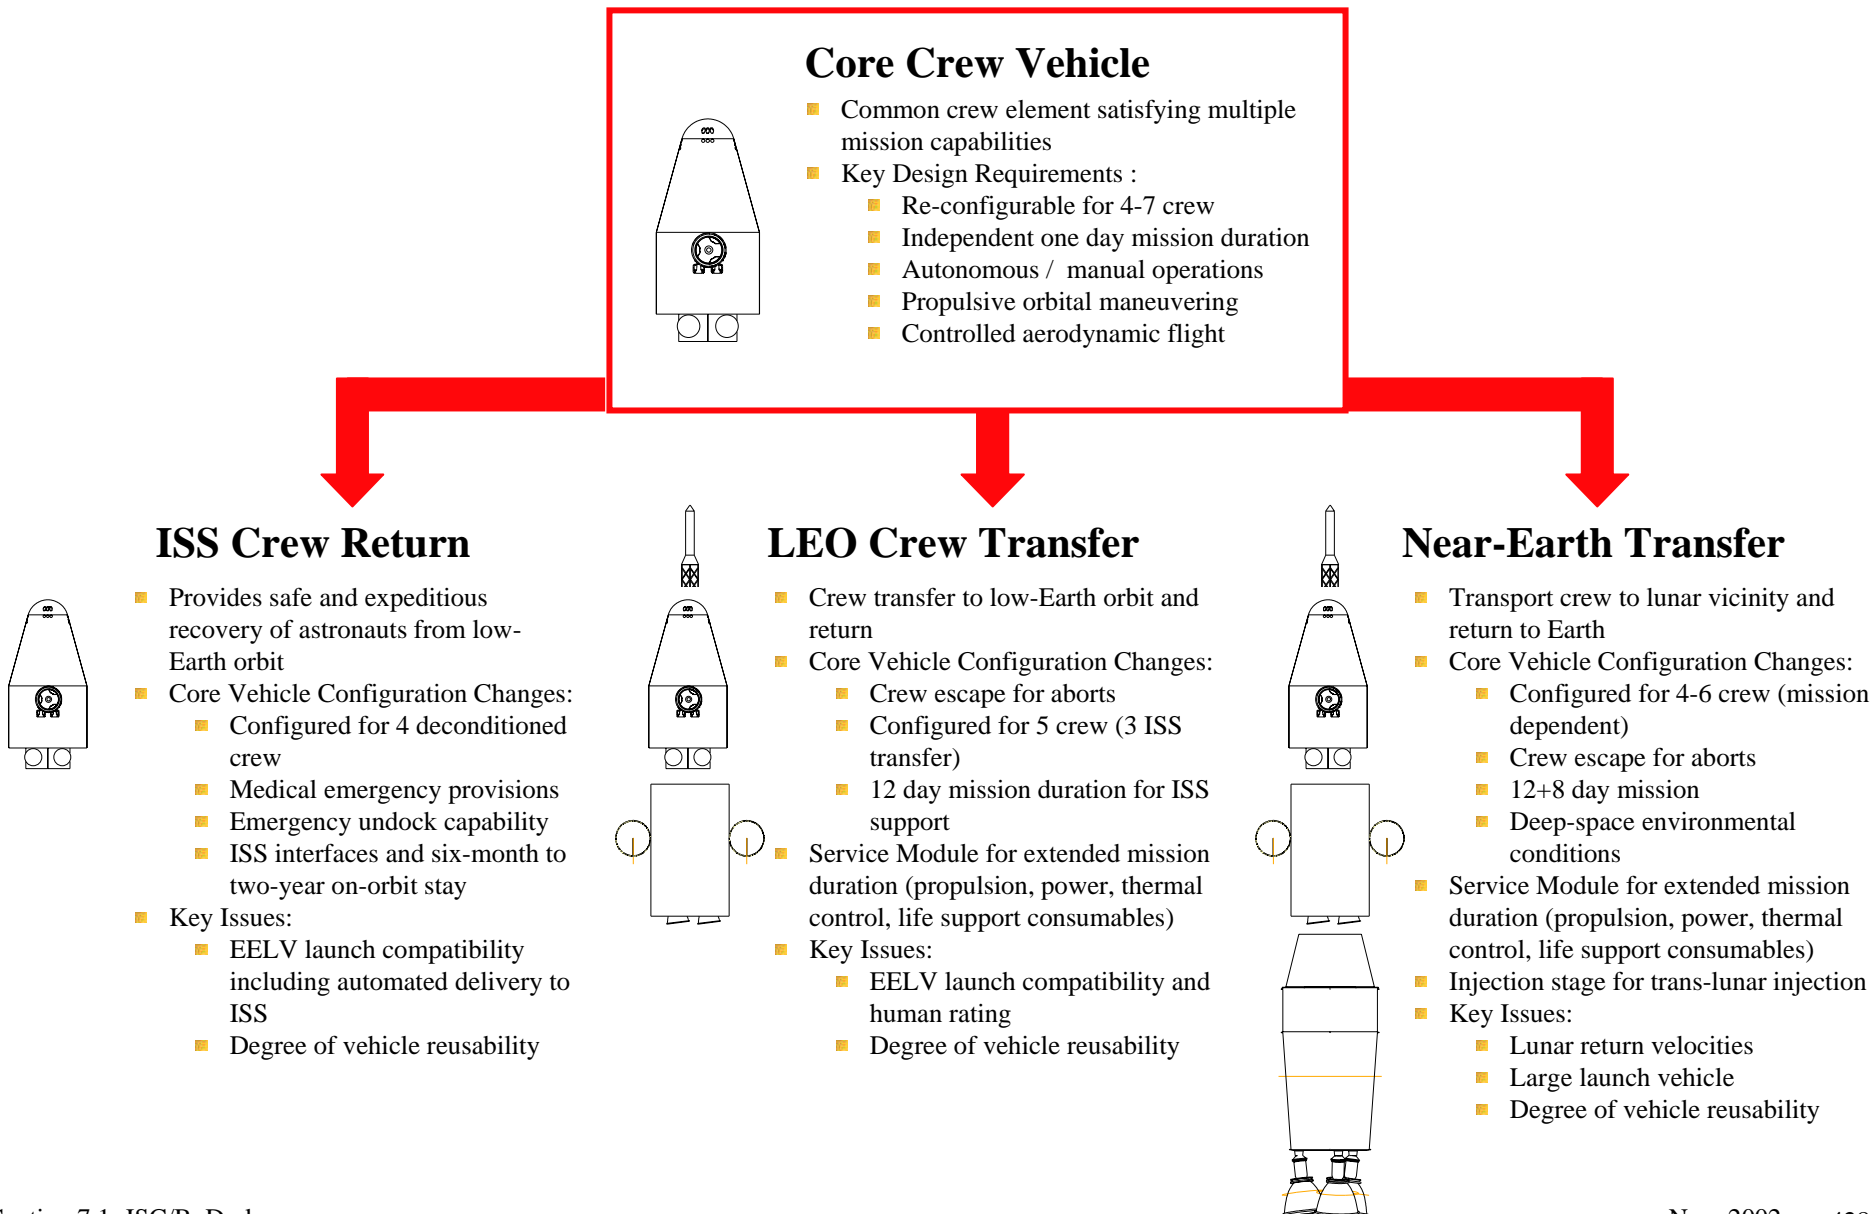 Core Crew Vehicle
Common crew element satisfying multiple
mission capabilities
Key Design Requirements :
Re-configurable for 4-7 crew
Independent one day mission duration
Autonomous / manual operations
Propulsive orbital maneuvering
Controlled aerodynamic flight
ISS Crew Return
Provides safe and expeditious
recovery of astronauts from low-
Earth orbit
Core Vehicle Configuration Changes:
Configured for 4 deconditioned
crew
Medical emergency provisions
Emergency undock capability
ISS interfaces and six-month to
two-year on-orbit stay
Key Issues:
EELV launch compatibility
including automated delivery to
ISS
Degree of vehicle reusability
LEO Crew Transfer
Crew transfer to low-Earth orbit and
return
Core Vehicle Configuration Changes:
Crew escape for aborts
Configured for 5 crew (3 ISS
transfer)
12 day mission duration for ISS
support
Service Module for extended mission
duration (propulsion, power, thermal
control, life support consumables)
Key Issues:
EELV launch compatibility and
human rating
Degree of vehicle reusability
Near-Earth Transfer
Transport crew to lunar vicinity and
return to Earth
Core Vehicle Configuration Changes:
Configured for 4-6 crew (mission
dependent)
Crew escape for aborts
12+8 day mission
Deep-space environmental
conditions
Service Module for extended mission
duration (propulsion, power, thermal
control, life support consumables)
Injection stage for trans-lunar injection
Key Issues:
Lunar return velocities
Large launch vehicle
Degree of vehicle reusability